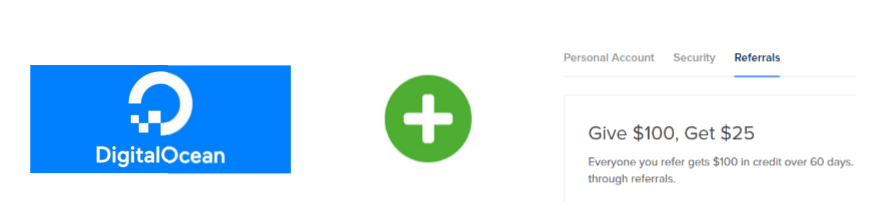 DigitalOcean
Personal Account Security Referrals
Give $100, Get $25
Everyone you refer gets $100 in credit over 60 days.
through referrals.